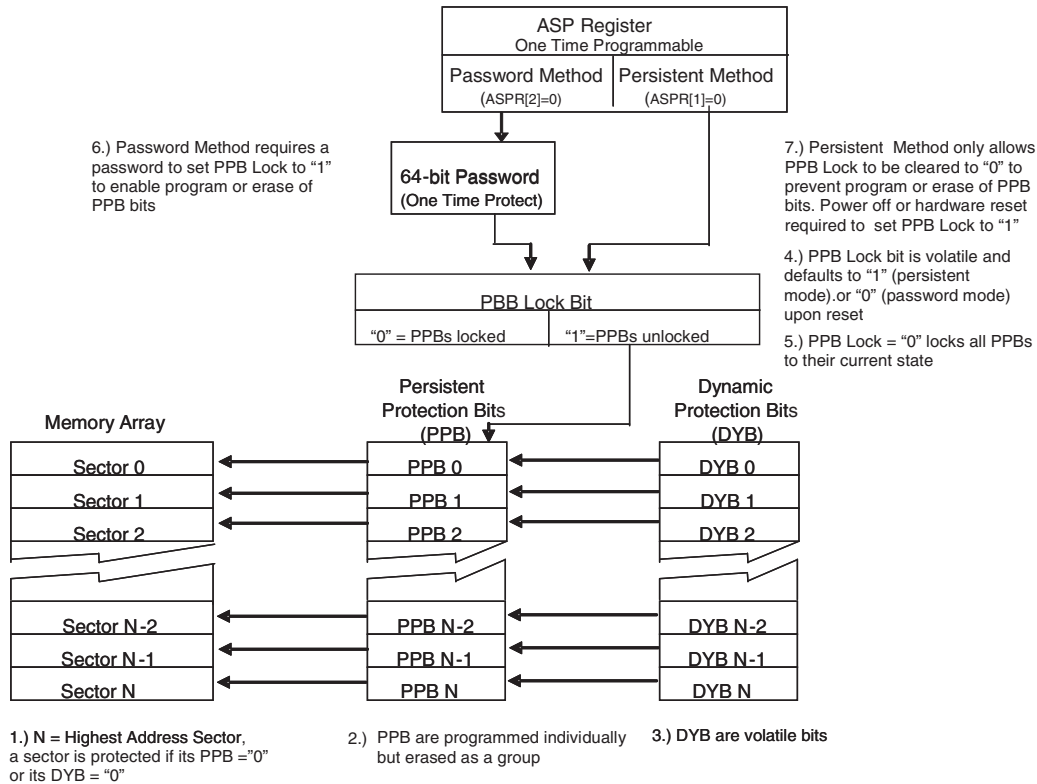 ASP Register
One Time Programmable
Password Method
(ASPR[2]=0)
Persistent Method
(ASPR[1]=0)
6.) Password Method requires a
password to set PPB Lock to “1”
to enable program or erase of
PPB bits
64-bit Password
(One Time Protect)
7.) Persistent Method only allows
PPB Lock to be cleared to “0” to
prevent program or erase of PPB
bits. Power off or hardware reset
required to set PPB Lock to “1”
4.) PPB Lock bit is volatile and
defaults to “1” (persistent
mode).or “0” (password mode)
upon reset
5.) PPB Lock = “0” locks all PPBs
to their current state
PBB Lock Bit
“0” = PPBs locked
“1”=PPBs unlocked
Memory Array
Persistent
Protection Bits
(PPB)
Dynamic
Protection Bits
(DYB)
Sector 0
PPB 0
DYB 0
Sector 1
PPB 1
DYB 1
Sector 2
PPB 2
DYB 2
Sector N-2
PPB N-2
DYB N-2
Sector N-1
PPB N-1
DYB N-1
Sector N
PPB N
DYB N
1.) N = Highest Address Sector,
a sector is protected if its PPB =”0”
or its DYB = “0”
2.) PPB are programmed individually
but erased as a group
3.) DYB are volatile bits